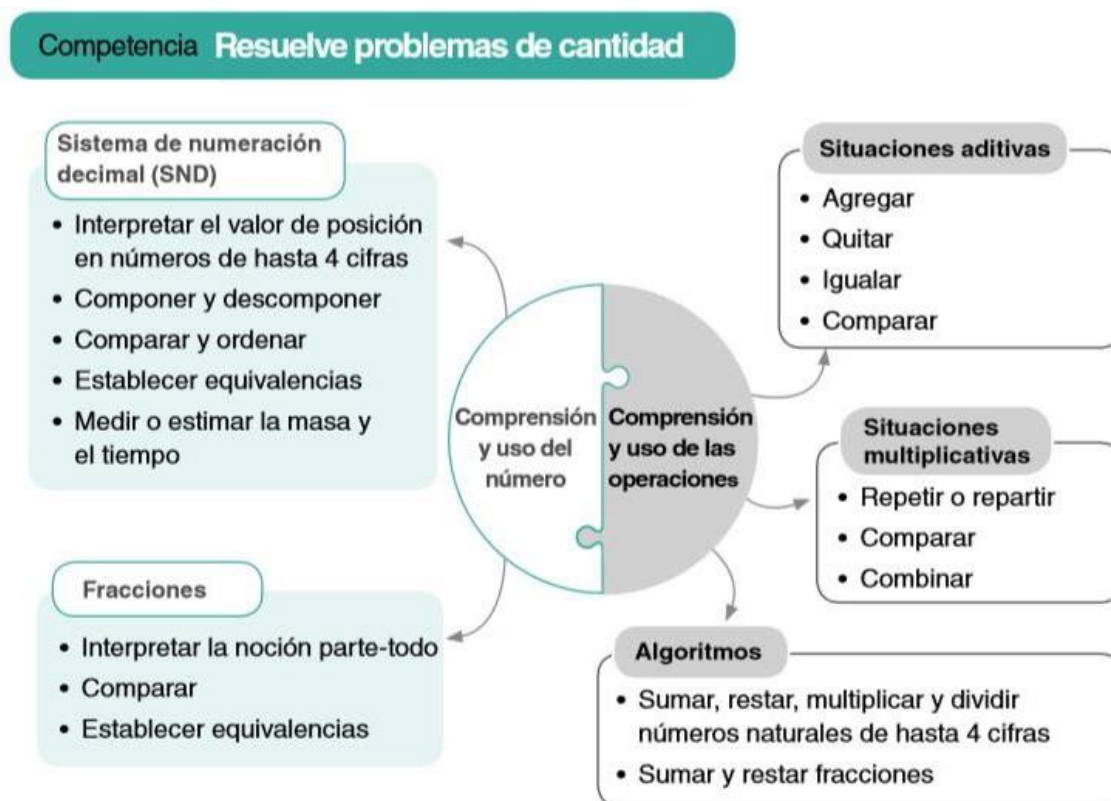 Competencia Resuelve problemas de cantidad
Sistema de numeración
decimal (SND)
• Interpretar el valor de posición
en números de hasta 4 cifras
• Componer y descomponer
• Comparar y ordenar
• Establecer equivalencias
• Medir o estimar la masa y
el tiempo
Fracciones
• Interpretar la noción parte-todo
• Comparar
• Establecer equivalencias
Comprensión
y uso del
número
Comprensión
y uso de las
operaciones
Situaciones aditivas
• Agregar
• Quitar
• Igualar
• Comparar
Situaciones
multiplicativas
• Repetir o repartir
• Comparar
• Combinar
Algoritmos
• Sumar, restar, multiplicar y dividir
números naturales de hasta 4 cifras
• Sumar y restar fracciones